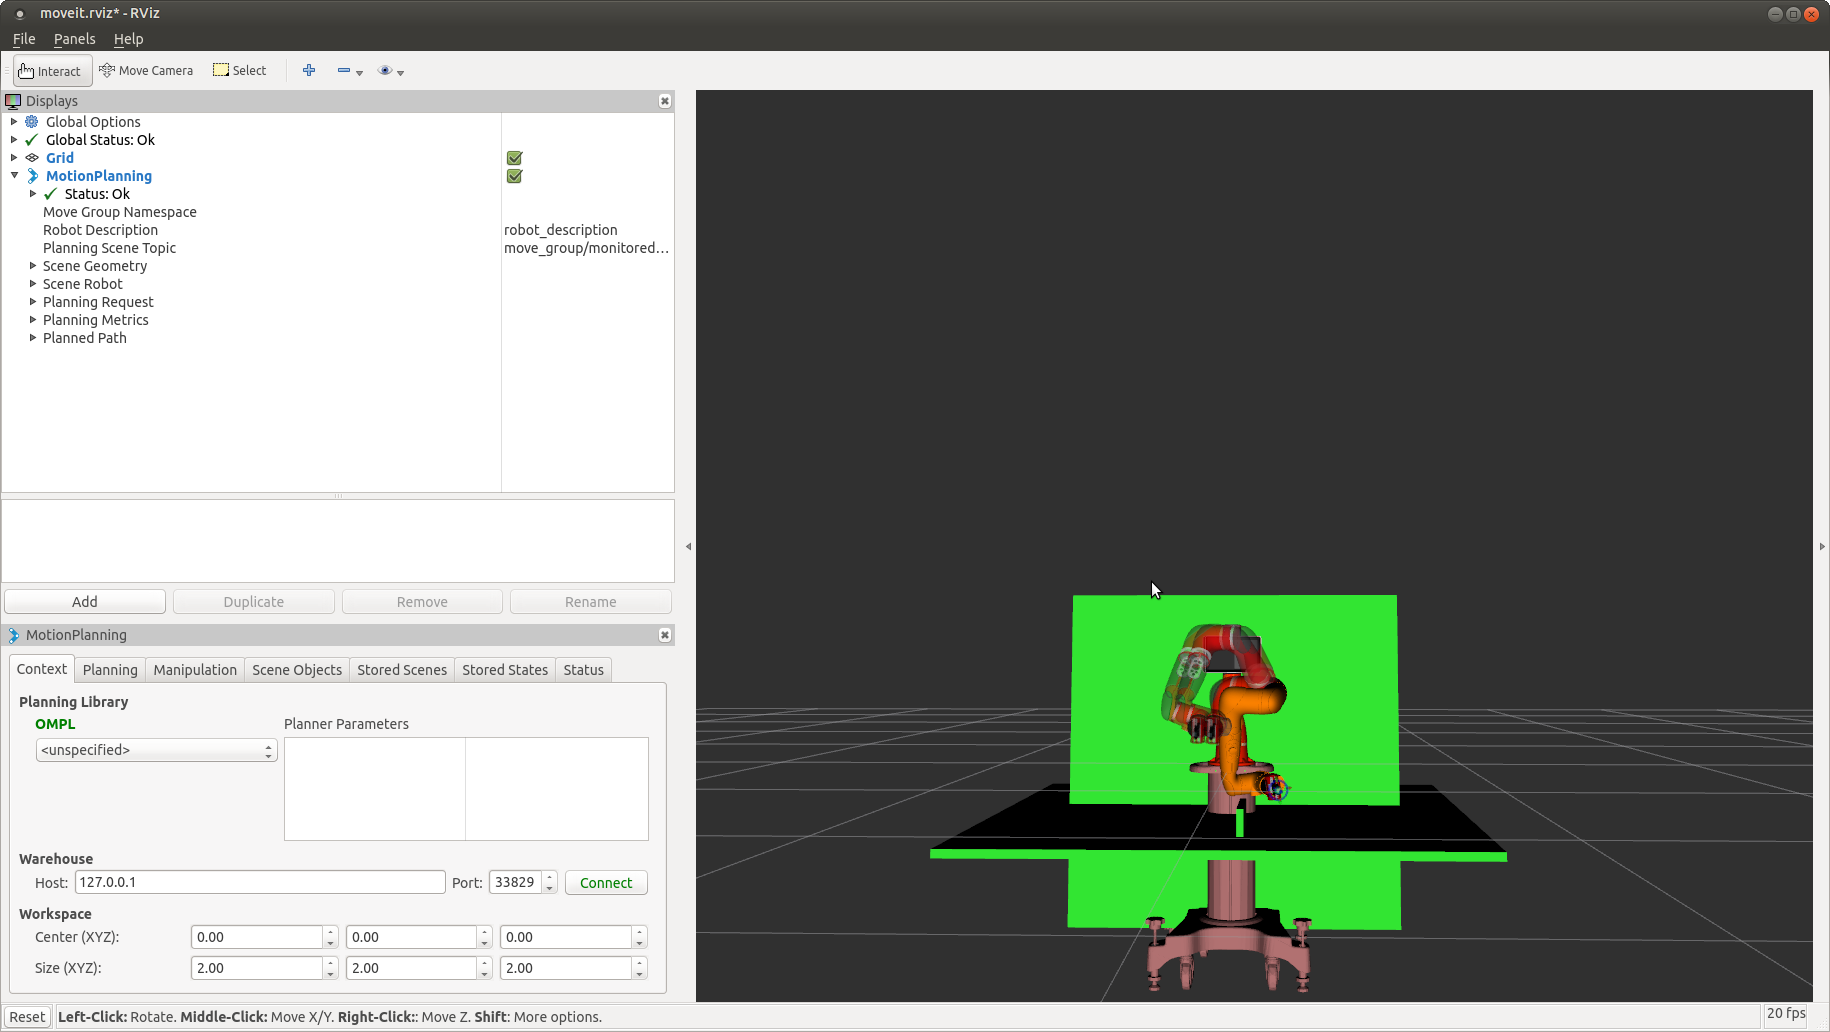 moveit.rviz* - RViz
File Panels Help
Interact Move Camera Select
Displays
Global Options
Global Status: Ok
Grid
MotionPlanning
Status: Ok
Move Group Namespace
Robot Description robot_description
Planning Scene Topic move_group/monitored...
Scene Geometry
Scene Robot
Planning Request
Planning Metrics
Planned Path
Add Duplicate Remove Rename
MotionPlanning
Context Planning Manipulation Scene Objects Stored Scenes Stored States Status
Planning Library
OMPL Planner Parameters
<unspecified>
Warehouse
Host: 127.0.0.1 Port: 33829 Connect
Workspace
Center (XYZ): 0.00 0.00 0.00
Size (XYZ): 2.00 2.00 2.00
Reset Left-Click: Rotate. Middle-Click: Move X/Y. Right-Click:: Move Z. Shift: More options. 20 fps